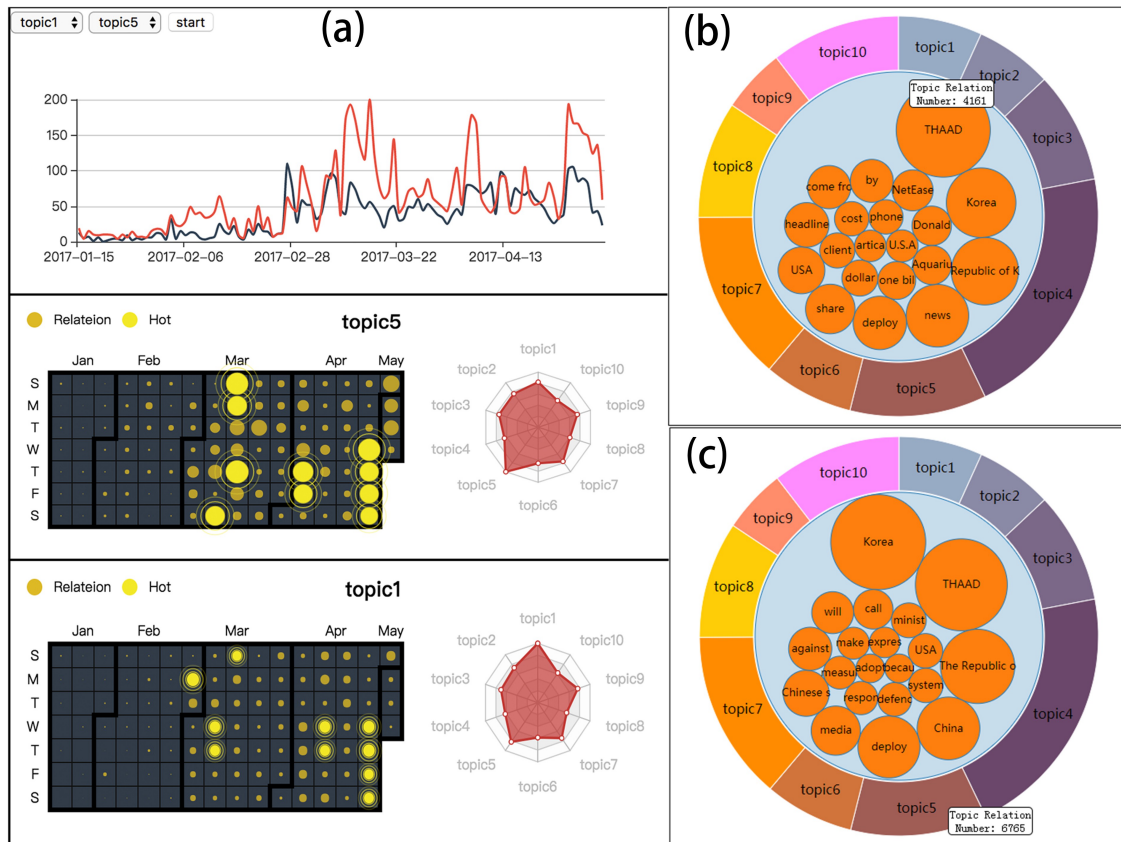 topic1
topic5
start
(a)
200
150
100
50
0
2017-01-15
2017-02-06
2017-02-28
2017-03-22
2017-04-13
Relateion
Hot
topic5
Jan
Feb
Mar
Apr
May
S
M
T
W
T
F
S
topic1
topic10
topic2
topic9
topic3
topic8
topic4
topic7
topic5
topic6
Relateion
Hot
topic1
Jan
Feb
Mar
Apr
May
S
M
T
W
T
F
S
topic1
topic10
topic2
topic9
topic3
topic8
topic4
topic7
topic5
topic6
(b)
topic10
topic1
topic2
topic9
topic3
topic8
topic4
topic7
topic6
topic5
Topic Relation
Number: 4161
THAAD
come frc
by
NetEase
Korea
headline
cost
phone
Donald
client
artica
U.S.A
USA
dollar
one bil
Aquariu
Republic of K
share
deploy
news
(c)
topic10
topic1
topic2
topic9
topic3
topic8
topic4
topic7
topic6
topic5
Korea
THAAD
will
call
minist
against
make
expres
USA
The Republic o
measu
adopt
becau
system
Chinese s
respon
defenc
media
deploy
China
Topic Relation
Number: 6765